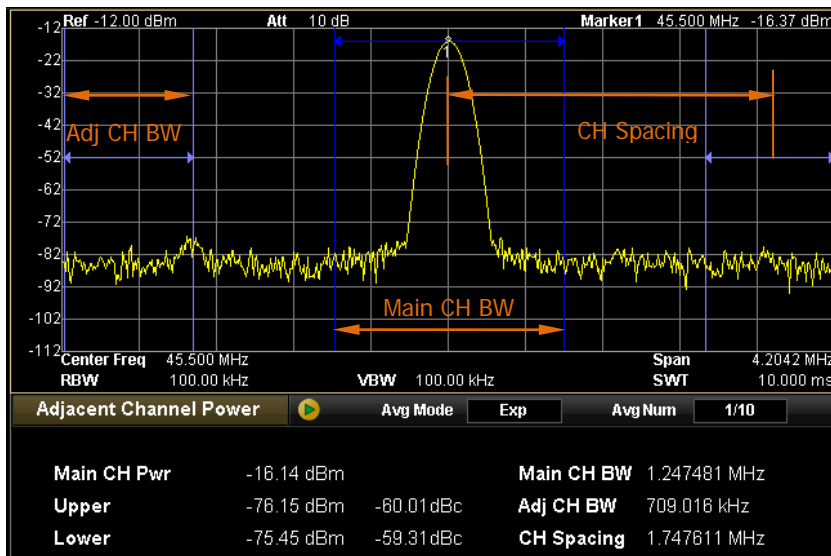 Ref -12.00 dBm Att 10 dB Marker1 45.500 MHz -16.37 dBm
-12
-22
-32
-42
-52
-62
-72
-82
-92
-102
-112
1
Adj CH BW
CH Spacing
Main CH BW
Center Freq 45.500 MHz Span 4.2042 MHz
RBW 100.00 kHz VBW 100.00 kHz SWT 10.000 ms
Adjacent Channel Power Avg Mode Exp Avg Num 1/10
Main CH Pwr -16.14 dBm Main CH BW 1.247481 MHz
Upper -76.15 dBm -60.01 dBc Adj CH BW 709.016 kHz
Lower -75.45 dBm -59.31 dBc CH Spacing 1.747611 MHz